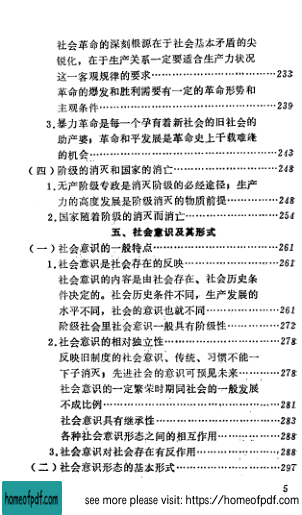 社会革命的深刻根源在于社会基本矛盾的尖
锐化，在于生产关系一定要适合生产力状况
这一客观规律的要求……………………233
革命的爆发和胜利需要有一定的革命形势和
主观条件……………………………………239
3.暴力革命是每一个孕育着新社会的旧社会的
助产婆；革命和平发展是革命史上千载难逢
的机会………………………………………243
（四）阶级的消灭和国家的消亡………………248
1.无产阶级专政是消灭阶级的必经途径；生产
力的高度发展是阶级消灭的物质前提………248
2.国家随着阶级的消灭而消亡………………254
五、社会意识及其形式
（一）社会意识的一般特点……………………261
1.社会意识是社会存在的反映………………261
社会意识的内容是由社会存在、社会历史条
件决定的。社会历史条件不同，生产发展的
水平不同，社会的意识也就不同……………261
阶级社会里社会意识一般具有阶级性………272
2.社会意识的相对独立性……………………278
反映旧制度的社会意识、传统、习惯不能一
下子消灭；先进社会的意识可预见未来……278
社会意识的一定繁荣时期同社会的一般发展
不成比例……………………………………281
社会意识具有继承性………………………283
各种社会意识形态之间的相互作用…………288
3.社会意识对社会存在有反作用……………288
（二）社会意识形态的基本形式………………297
5
homeofpdf.com
see more please visit: https://homeofpdf.com